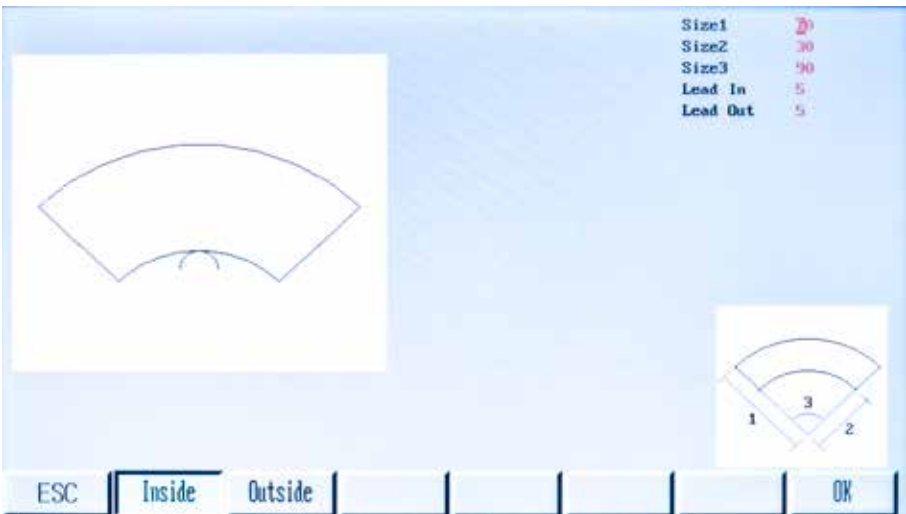 Size1
Size2 30
Size3 90
Lead In 5
Lead Out 5
3
1
2
ESC Inside Outside OK